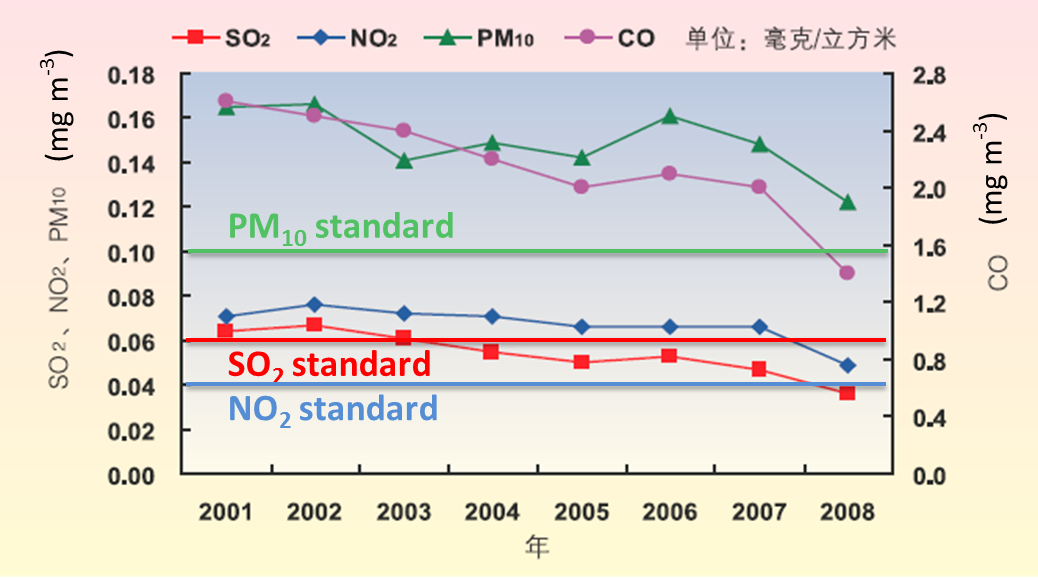 SO2 NO2 PM10 CO 单位：毫克/立方米
SO2、NO2、PM10 (mg m-3)
0.18
0.16
0.14
0.12
0.10
0.08
0.06
0.04
0.02
0.00
PM10 standard
SO2 standard
NO2 standard
2.8
2.4
2.0
1.6
1.2
0.8
0.4
0.0
CO (mg m-3)
2001 2002 2003 2004 2005 2006 2007 2008
年